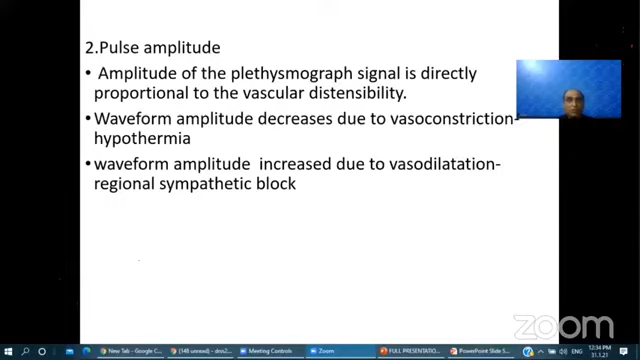 2.Pulse amplitude
• Amplitude of the plethysmograph signal is directly
proportional to the vascular distensibility.
• Waveform amplitude decreases due to vasoconstriction-
hypothermia
• waveform amplitude increased due to vasodilatation-
regional sympathetic block
zoom
New Tab - Google C
Meeting Controls
Zoom
FULL PRESENTATION
PowerPoint Slide S
ENG
12:34 PM
31.1.21